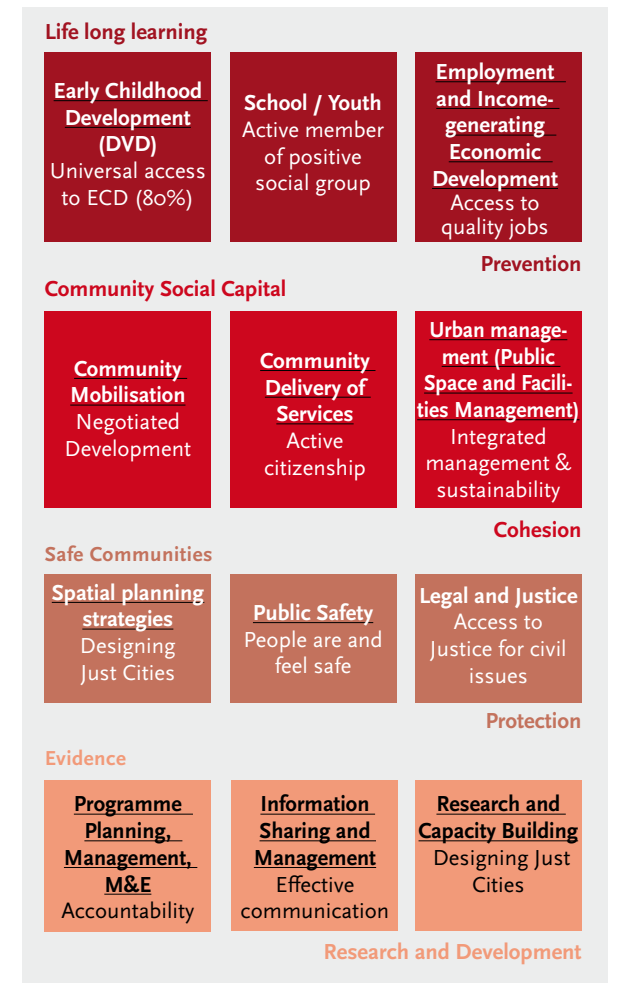 Life long learning
Early Childhood
Development
(DVD)
Universal access
to ECD (80%)
School / Youth
Active member
of positive
social group
Employment
and Income-
generating
Economic
Development
Access to
quality jobs
Prevention
Community Social Capital
Community
Mobilisation
Negotiated
Development
Community
Delivery of
Services
Active
citizenship
Urban manage-
ment (Public
Space and Facili-
ties Management)
Integrated
management &
sustainability
Cohesion
Safe Communities
Spatial planning
strategies
Designing
Just Cities
Public Safety
People are and
feel safe
Legal and Justice
Access to
Justice for civil
issues
Protection
Evidence
Programme
Planning,
Management,
M&E
Accountability
Information
Sharing and
Management
Effective
communication
Research and
Capacity Building
Designing Just
Cities
Research and Development